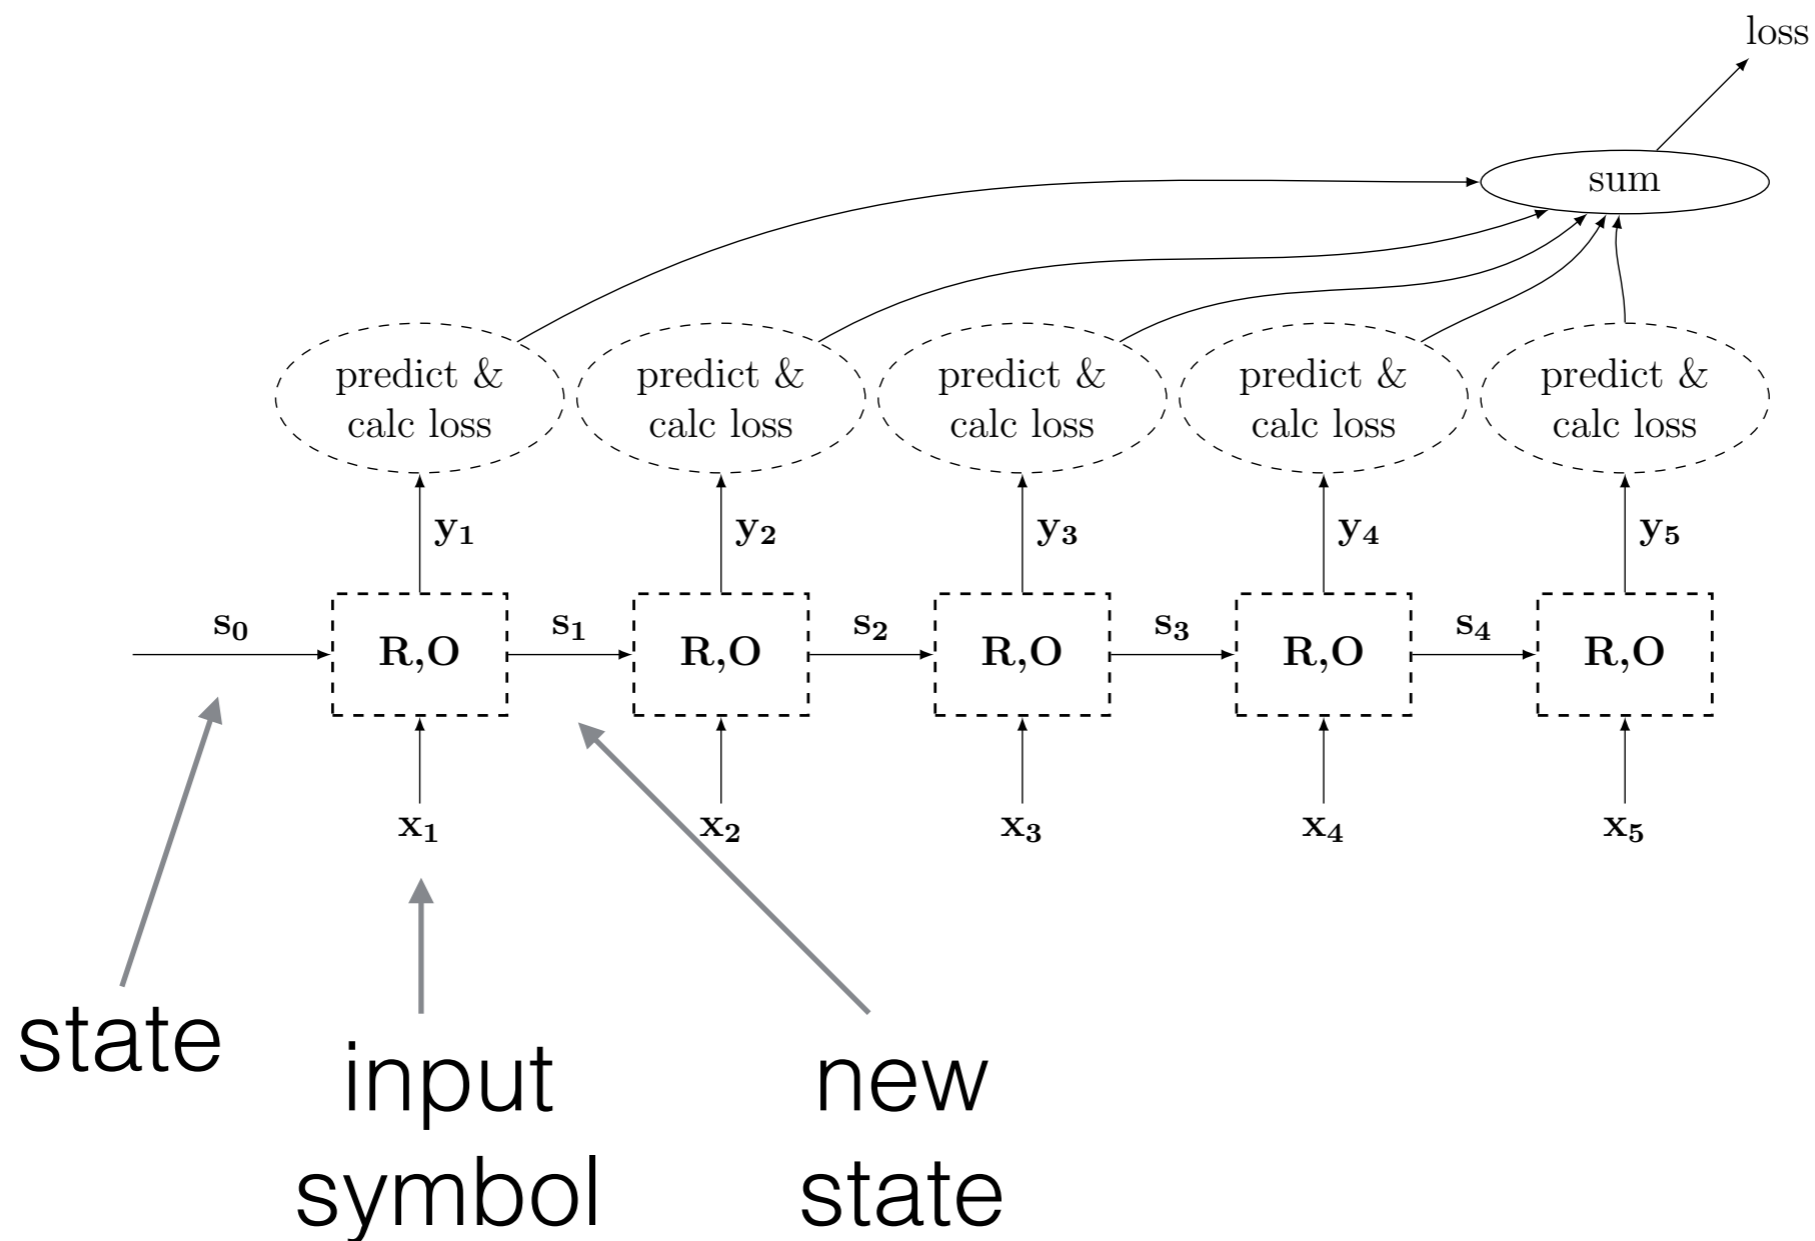 loss
sum
predict & predict & predict & predict & predict &
calc loss calc loss calc loss calc loss calc loss
y₁ y₂ y₃ y₄ y₅
s₀ s₁ s₂ s₃ s₄
R,O R,O R,O R,O R,O
x₁ x₂ x₃ x₄ x₅
state
input new
symbol state